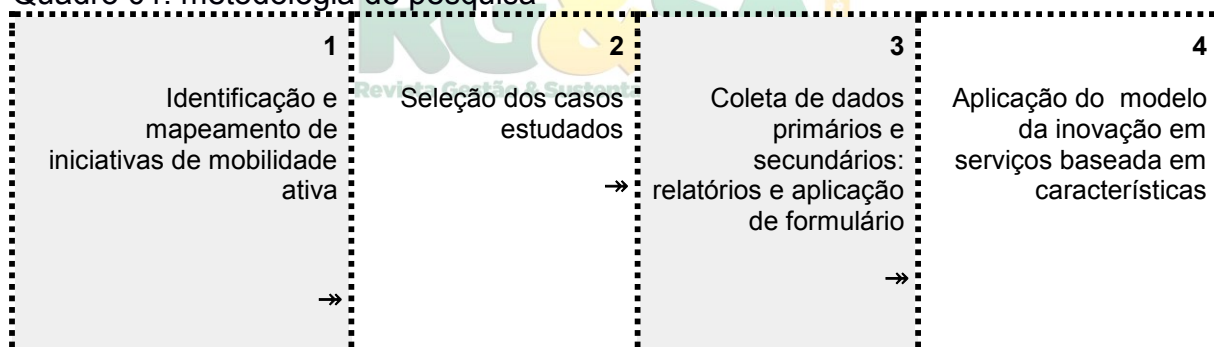 Quadro 01: metodologia de pesquisa
1
Identificação e
mapeamento de
iniciativas de mobilidade
ativa
↠
2
Seleção dos casos
estudados
↠
3
Coleta de dados
primários e
secundários:
relatórios e aplicação
de formulário
↠
4
Aplicação do modelo
da inovação em
serviços baseada em
características
Revista Gestão &